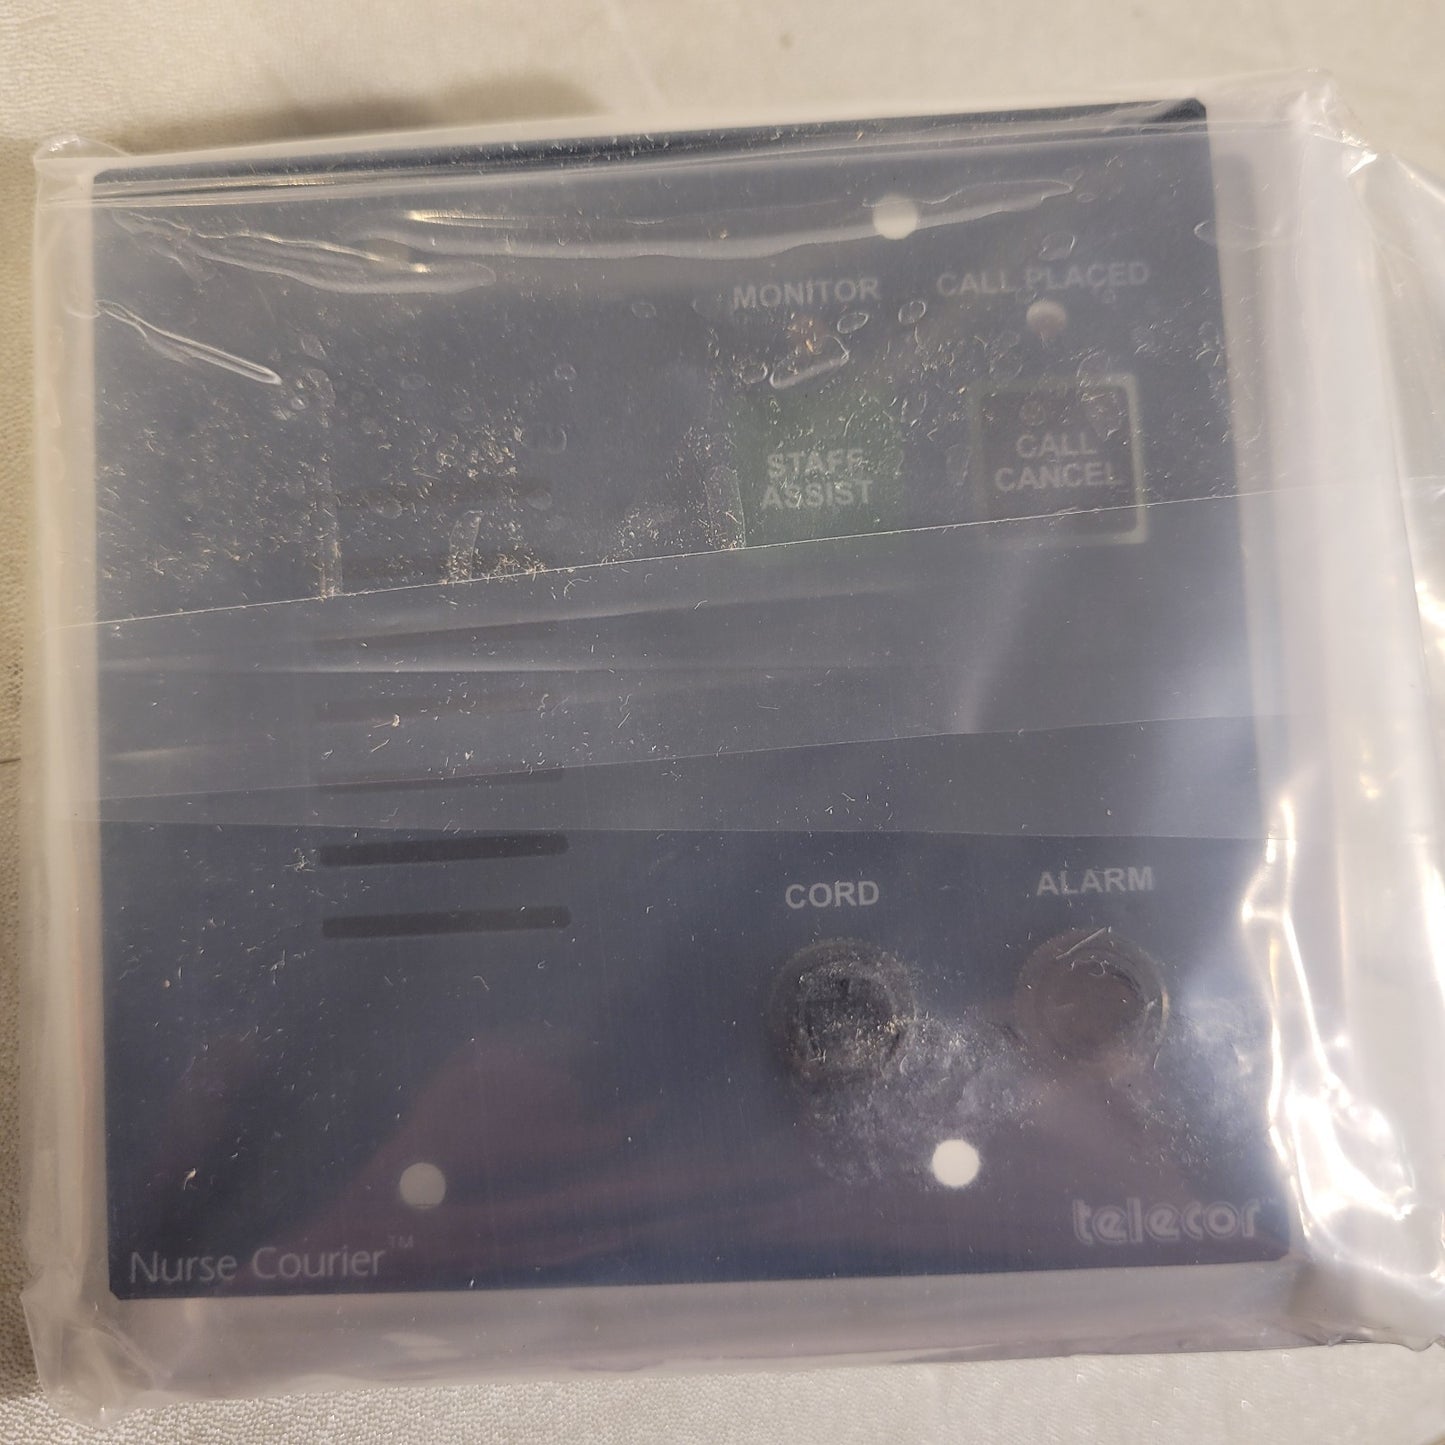 MONITOR
CALL PLACED
STAFF
ASSIST
CALL
CANCEL
CORD
ALARM
Nurse Courier™
telecor